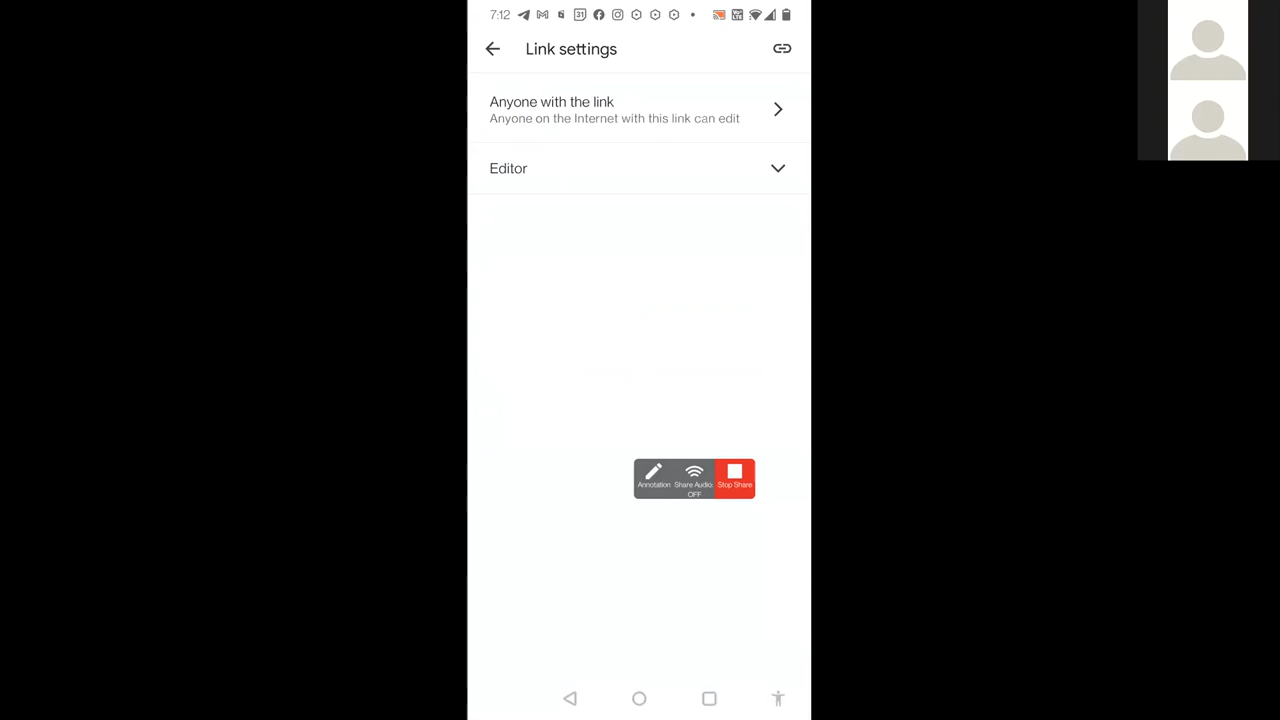 7:12
31
Link settings
Anyone with the link
Anyone on the Internet with this link can edit
Editor
Annotation
Share Audio:
OFF
Stop Share